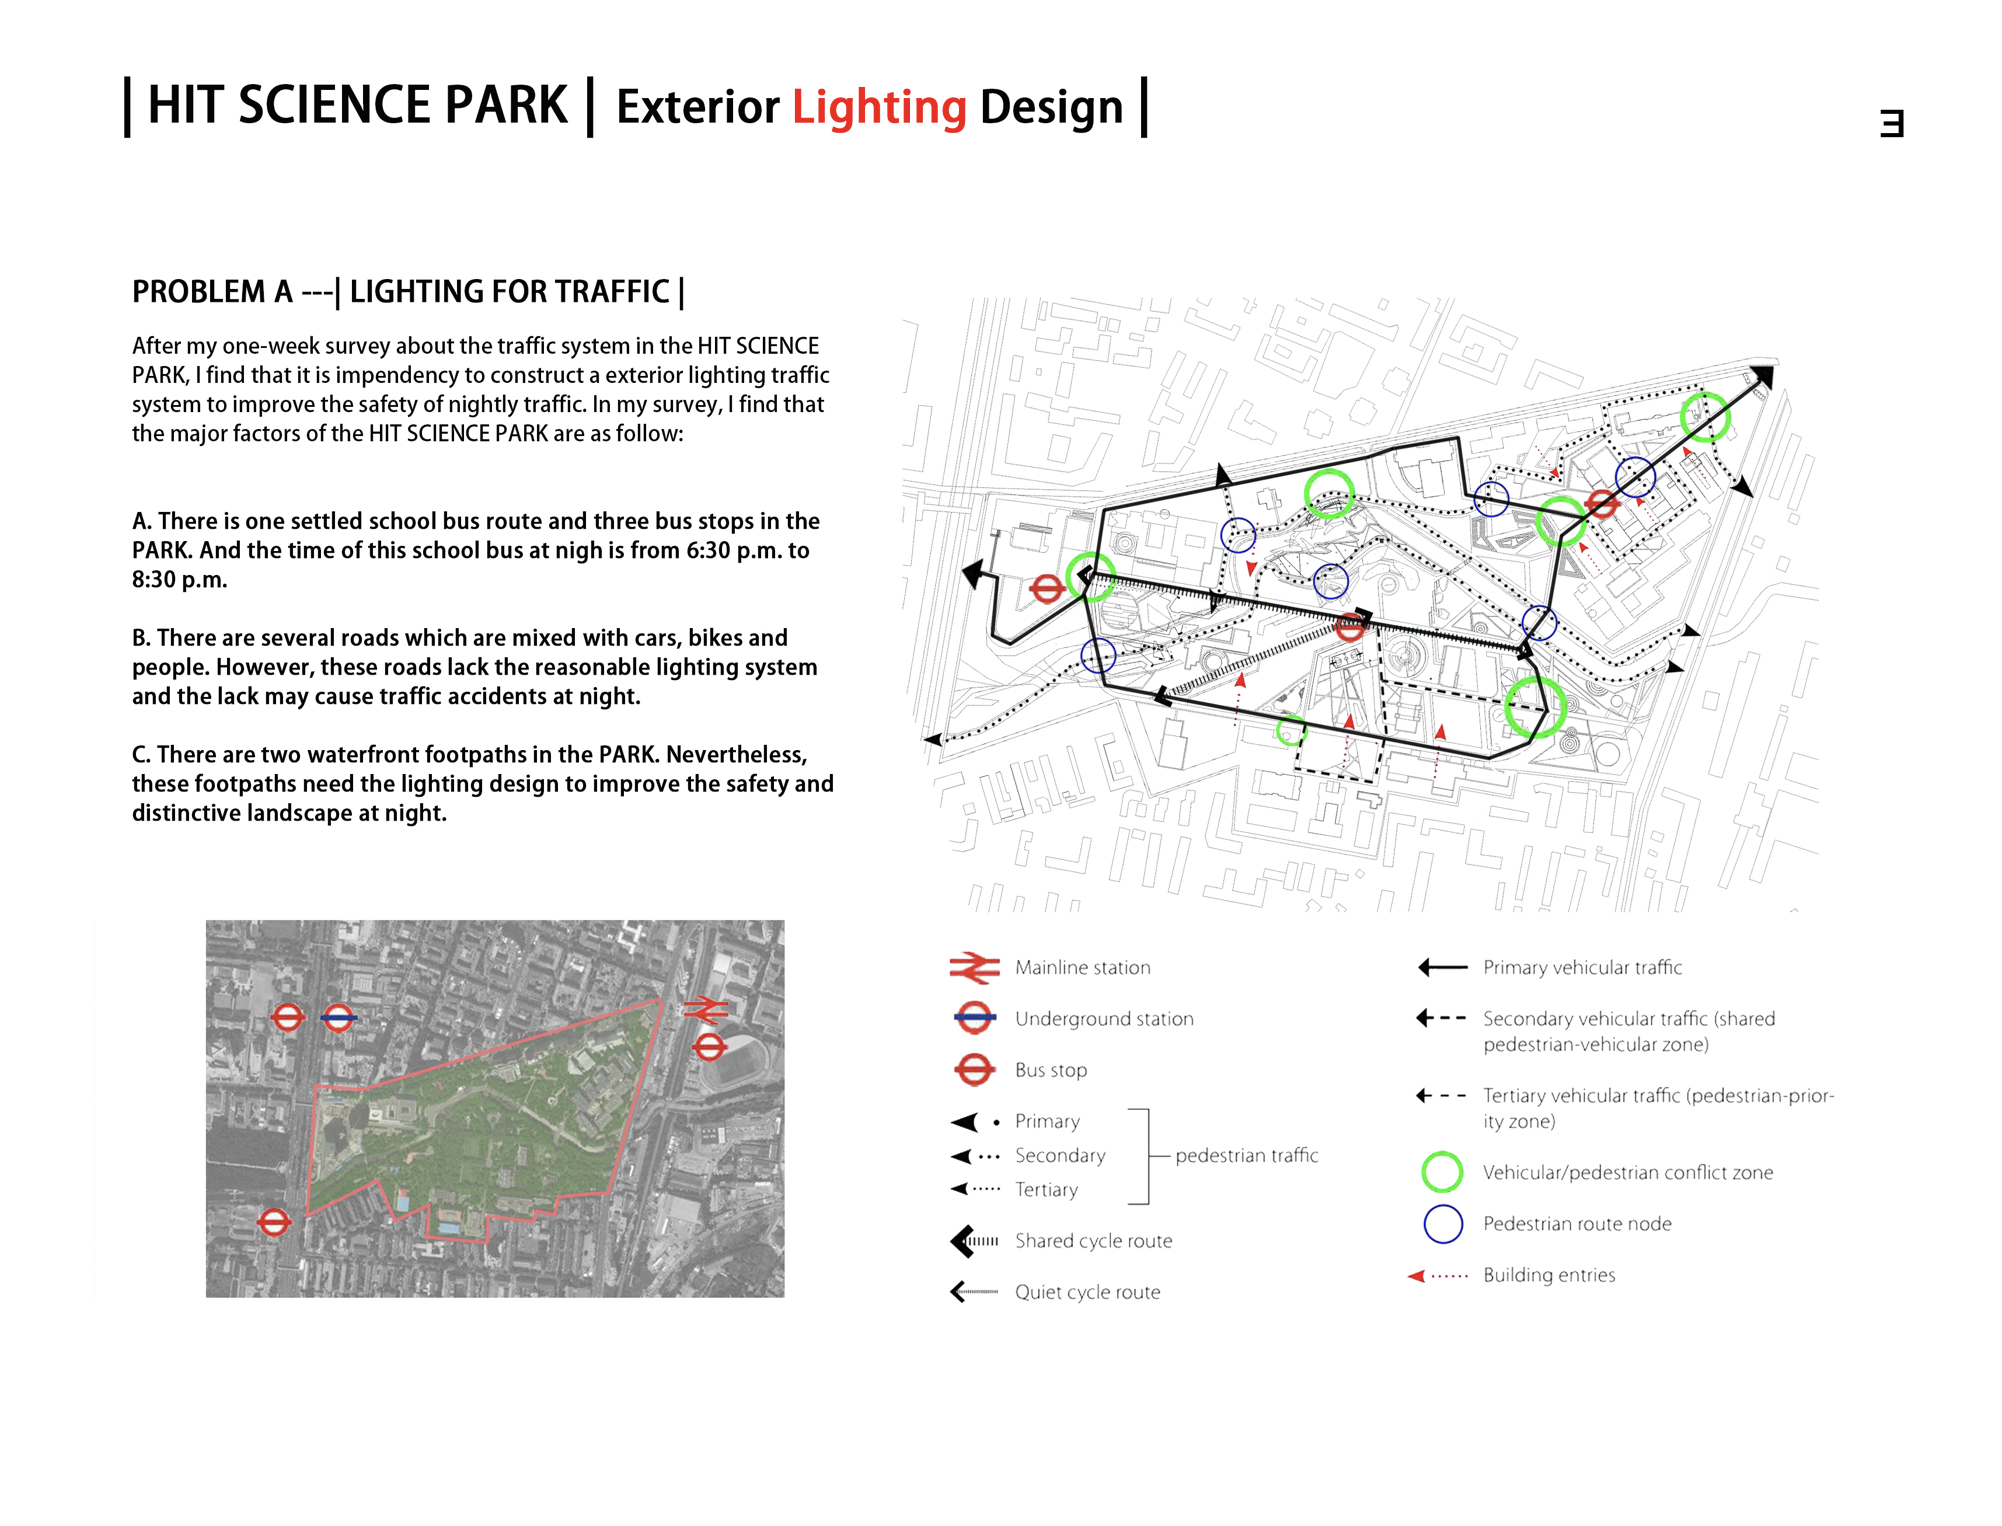 | HIT SCIENCE PARK | Exterior Lighting Design |
E
PROBLEM A ---| LIGHTING FOR TRAFFIC |
After my one-week survey about the traffic system in the HIT SCIENCE
PARK, I find that it is impendency to construct a exterior lighting traffic
system to improve the safety of nightly traffic. In my survey, I find that
the major factors of the HIT SCIENCE PARK are as follow:
A. There is one settled school bus route and three bus stops in the
PARK. And the time of this school bus at nigh is from 6:30 p.m. to
8:30 p.m.
B. There are several roads which are mixed with cars, bikes and
people. However, these roads lack the reasonable lighting system
and the lack may cause traffic accidents at night.
C. There are two waterfront footpaths in the PARK. Nevertheless,
these footpaths need the lighting design to improve the safety and
distinctive landscape at night.
Mainline station
Underground station
Bus stop
Primary
Secondary
Tertiary
pedestrian traffic
Shared cycle route
Quiet cycle route
Primary vehicular traffic
Secondary vehicular traffic (shared
pedestrian-vehicular zone)
Tertiary vehicular traffic (pedestrian-prior-
ity zone)
Vehicular/pedestrian conflict zone
Pedestrian route node
Building entries